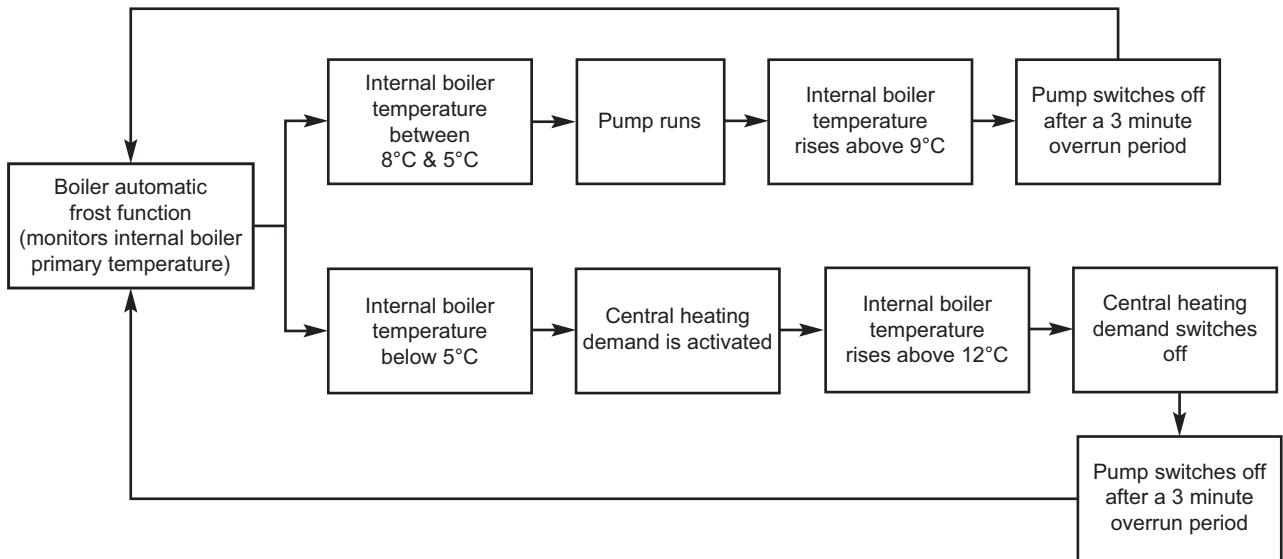 Boiler automatic
frost function
(monitors internal boiler
primary temperature)
Internal boiler
temperature
between
8°C & 5°C
Pump runs
Internal boiler
temperature
rises above 9°C
Pump switches off
after a 3 minute
overrun period
Internal boiler
temperature
below 5°C
Central heating
demand is activated
Internal boiler
temperature
rises above 12°C
Central heating
demand switches
off
Pump switches off
after a 3 minute
overrun period